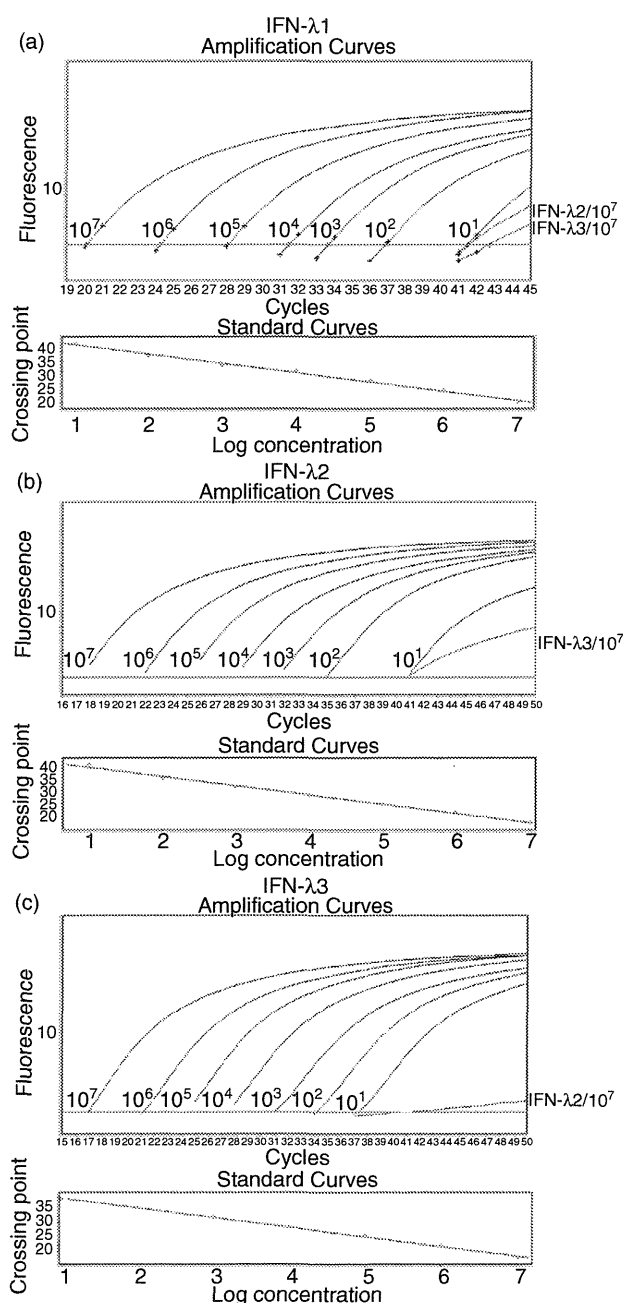 (a)
IFN-λ1
Amplification Curves
Fluorescence
10
10⁷ 10⁶ 10⁵ 10⁴ 10³ 10² 10¹
IFN-λ2/10⁷
IFN-λ3/10⁷
19 20 21 22 23 24 25 26 27 28 29 30 31 32 33 34 35 36 37 38 39 40 41 42 43 44 45
Cycles
Standard Curves
Crossing point
40
35
30
25
20
1 2 3 4 5 6 7
Log concentration
(b)
IFN-λ2
Amplification Curves
Fluorescence
10
10⁷ 10⁶ 10⁵ 10⁴ 10³ 10² 10¹
IFN-λ3/10⁷
16 17 18 19 20 21 22 23 24 25 26 27 28 29 30 31 32 33 34 35 36 37 38 39 40 41 42 43 44 45 46 47 48 49 50
Cycles
Standard Curves
Crossing point
40
35
30
25
20
1 2 3 4 5 6 7
Log concentration
(c)
IFN-λ3
Amplification Curves
Fluorescence
10
10⁷ 10⁶ 10⁵ 10⁴ 10³ 10² 10¹
IFN-λ2/10⁷
15 16 17 18 19 20 21 22 23 24 25 26 27 28 29 30 31 32 33 34 35 36 37 38 39 40 41 42 43 44 45 46 47 48 49 50
Cycles
Standard Curves
Crossing point
35
30
25
20
1 2 3 4 5 6 7
Log concentration